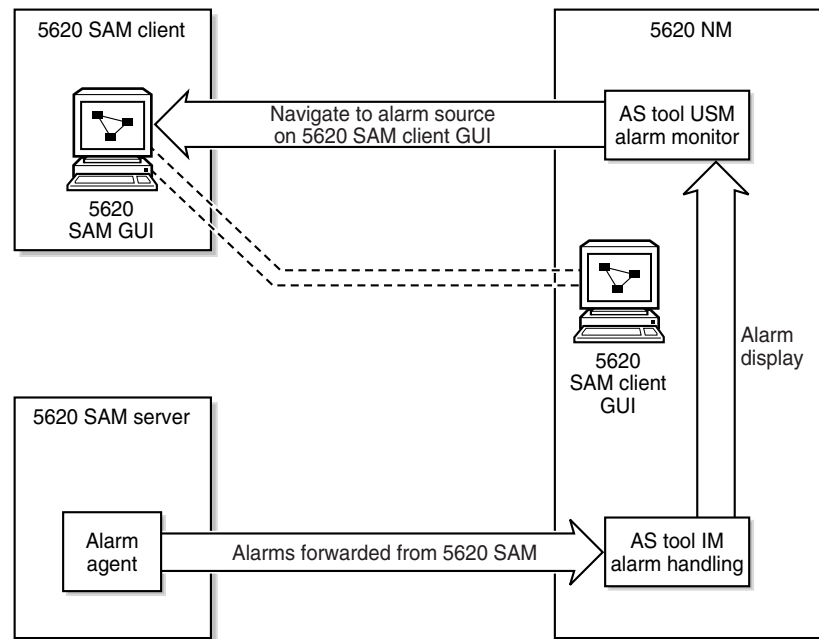 5620 SAM client
5620 NM
Navigate to alarm source
on 5620 SAM client GUI
AS tool USM
alarm monitor
5620
SAM GUI
Alarm
display
5620
SAM client
GUI
5620 SAM server
Alarm
agent
Alarms forwarded from 5620 SAM
AS tool IM
alarm handling